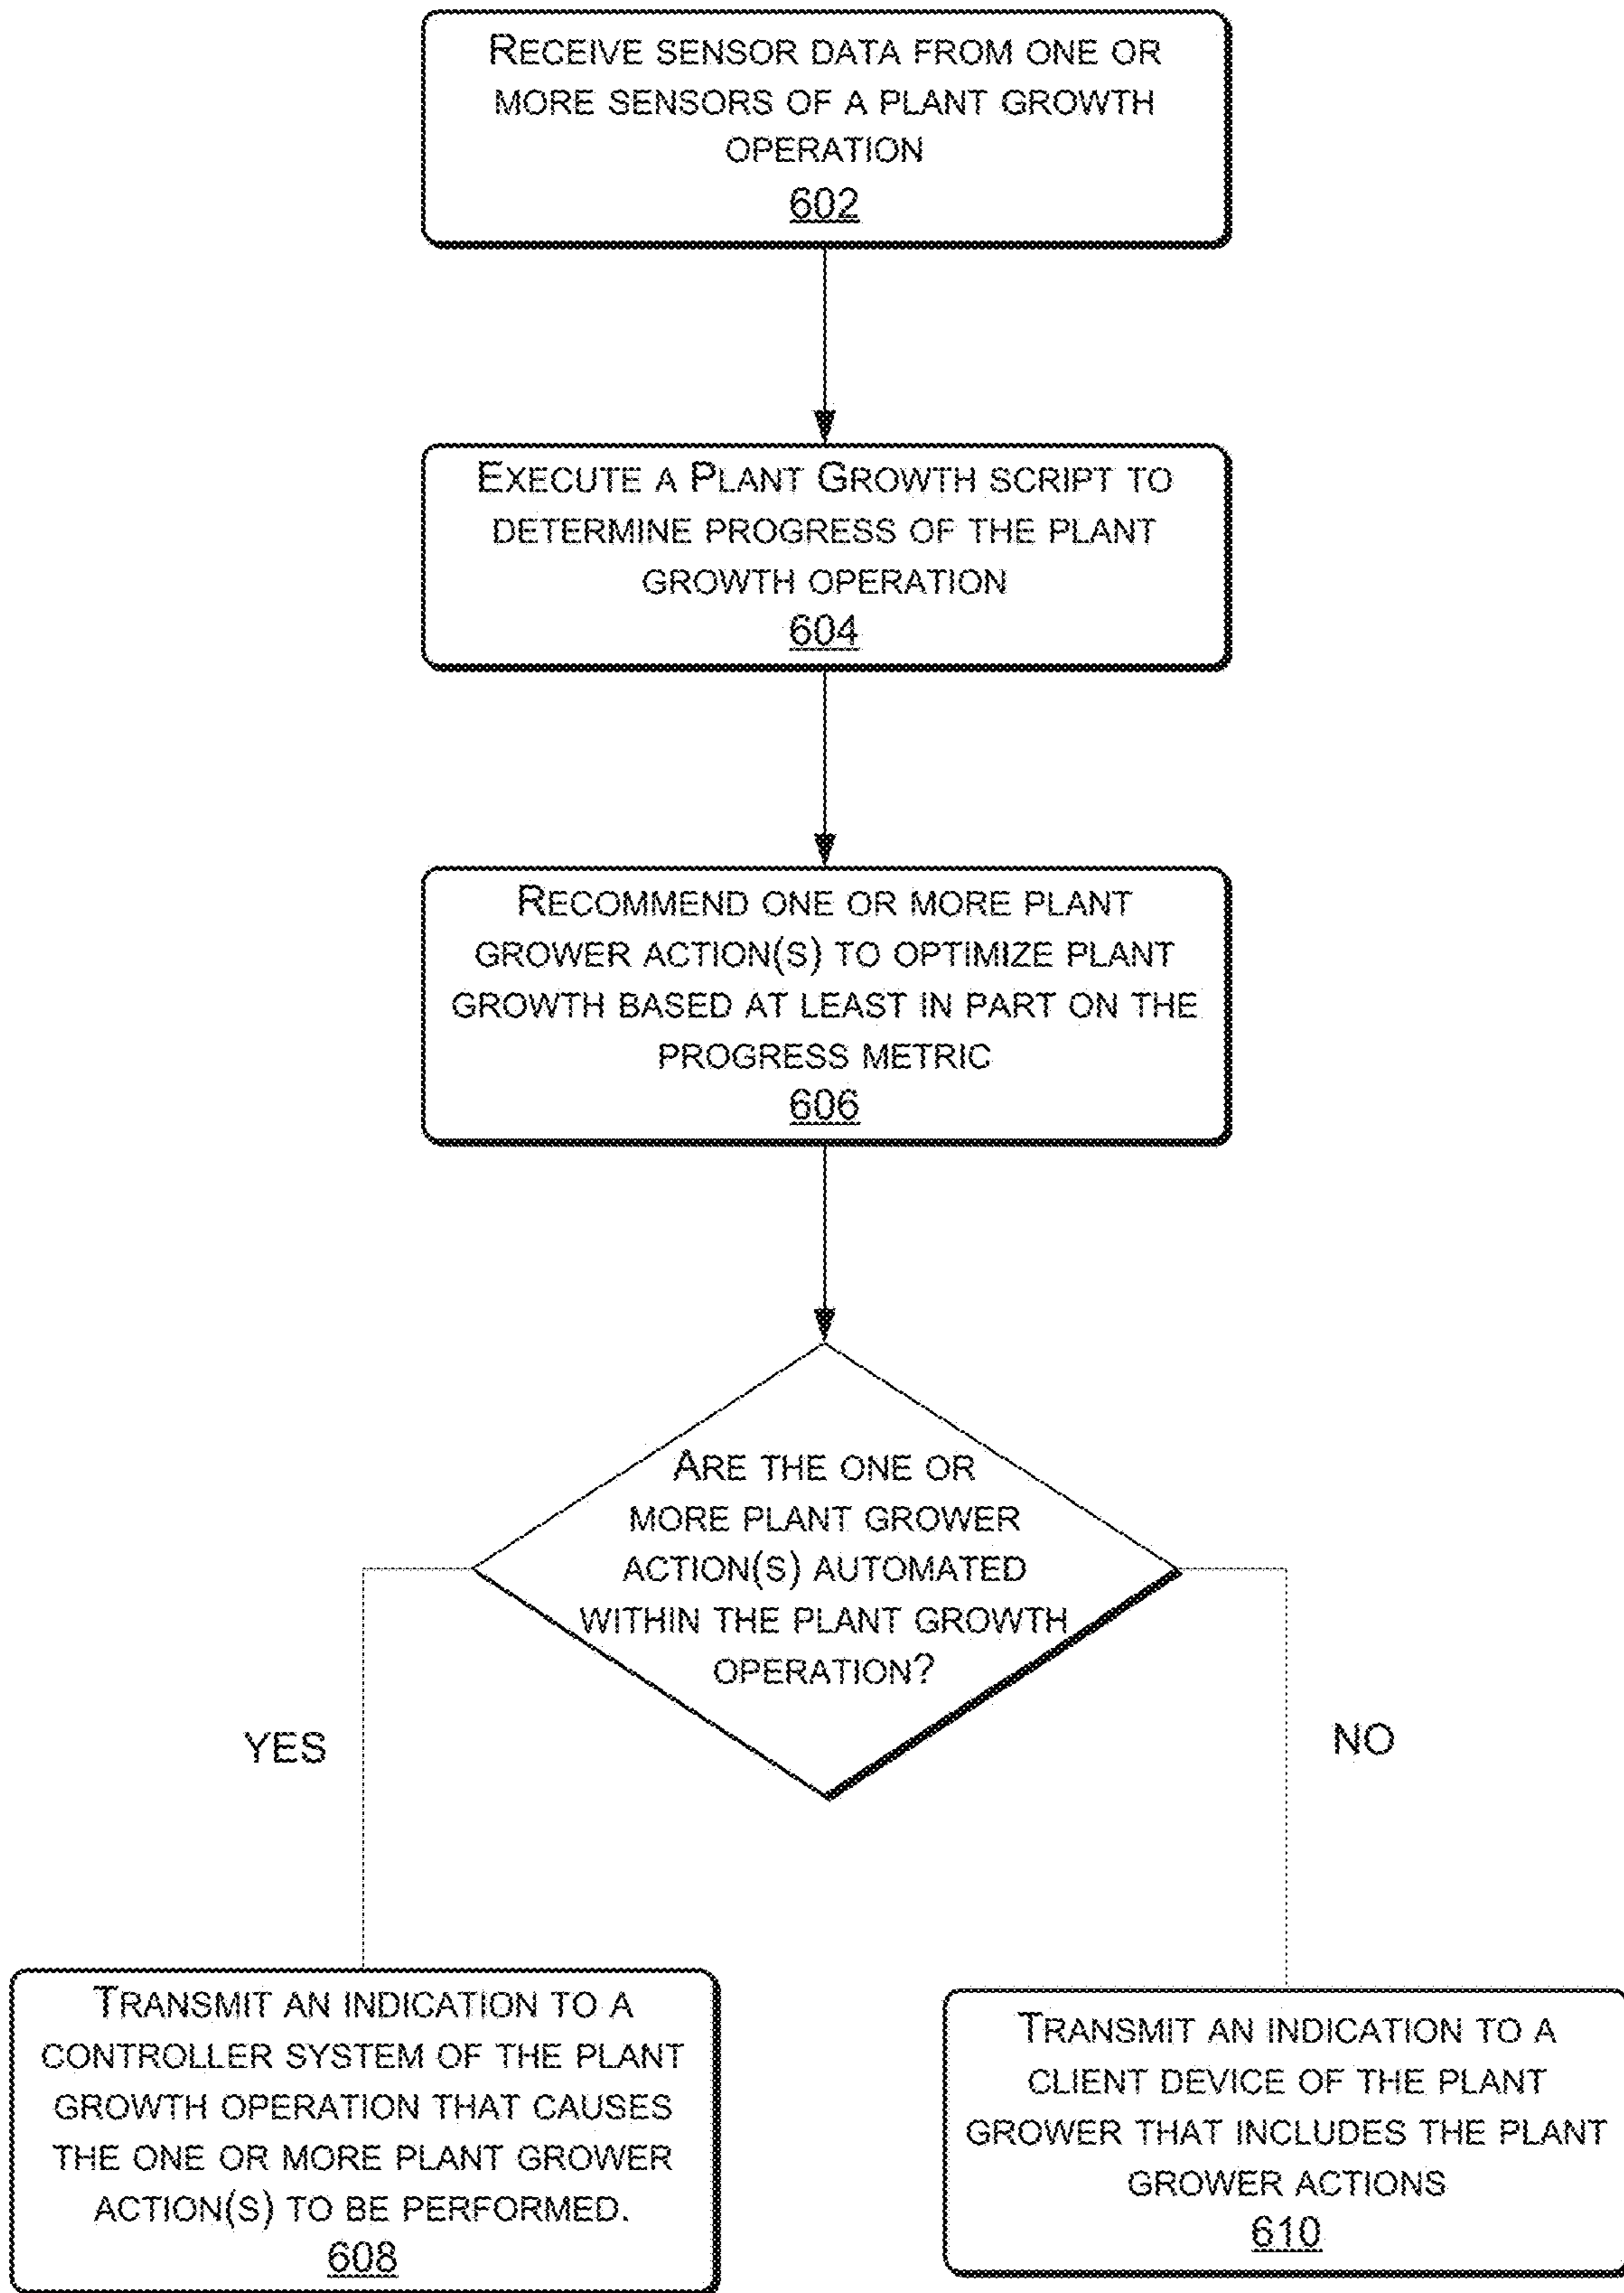 RECEIVE SENSOR DATA FROM ONE OR
MORE SENSORS OF A PLANT GROWTH
OPERATION
602
EXECUTE A PLANT GROWTH SCRIPT TO
DETERMINE PROGRESS OF THE PLANT
GROWTH OPERATION
604
RECOMMEND ONE OR MORE PLANT
GROWER ACTION(S) TO OPTIMIZE PLANT
GROWTH BASED AT LEAST IN PART ON THE
PROGRESS METRIC
606
ARE THE ONE OR
MORE PLANT GROWER
ACTION(S) AUTOMATED
WITHIN THE PLANT GROWTH
OPERATION?
YES
NO
TRANSMIT AN INDICATION TO A
CONTROLLER SYSTEM OF THE PLANT
GROWTH OPERATION THAT CAUSES
THE ONE OR MORE PLANT GROWER
ACTION(S) TO BE PERFORMED.
608
TRANSMIT AN INDICATION TO A
CLIENT DEVICE OF THE PLANT
GROWER THAT INCLUDES THE PLANT
GROWER ACTIONS
610